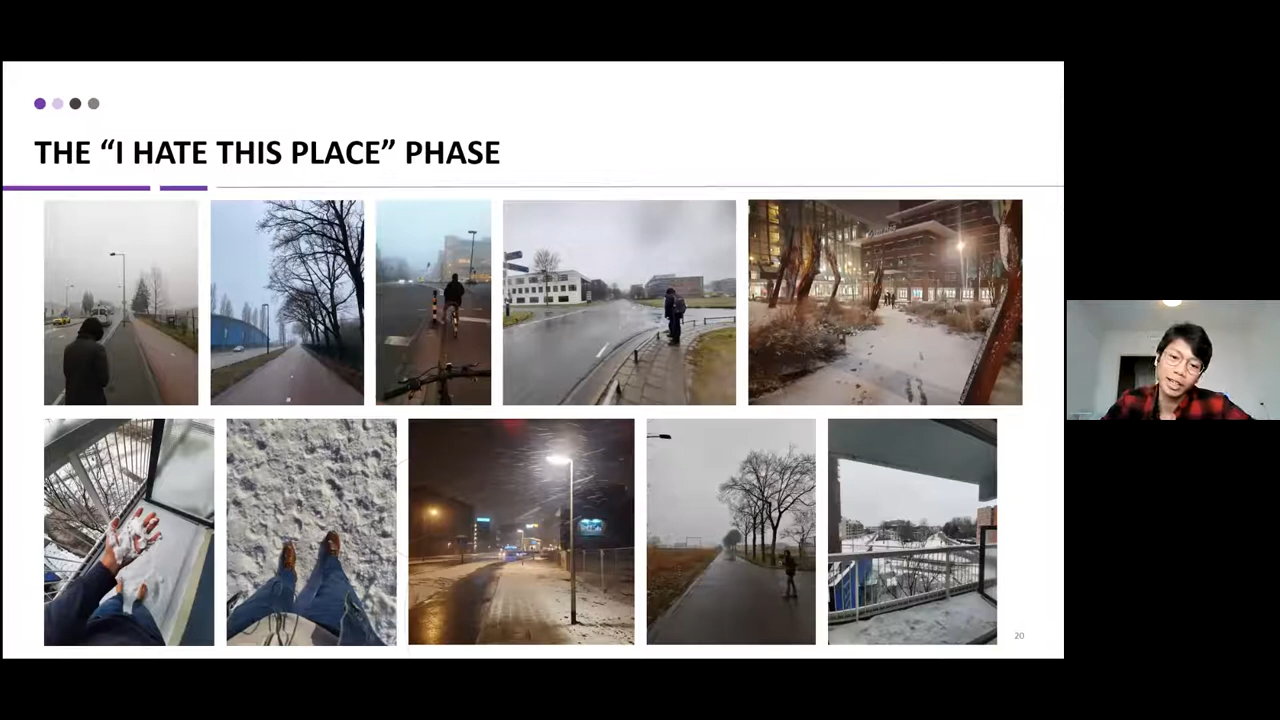 THE “I HATE THIS PLACE” PHASE
20